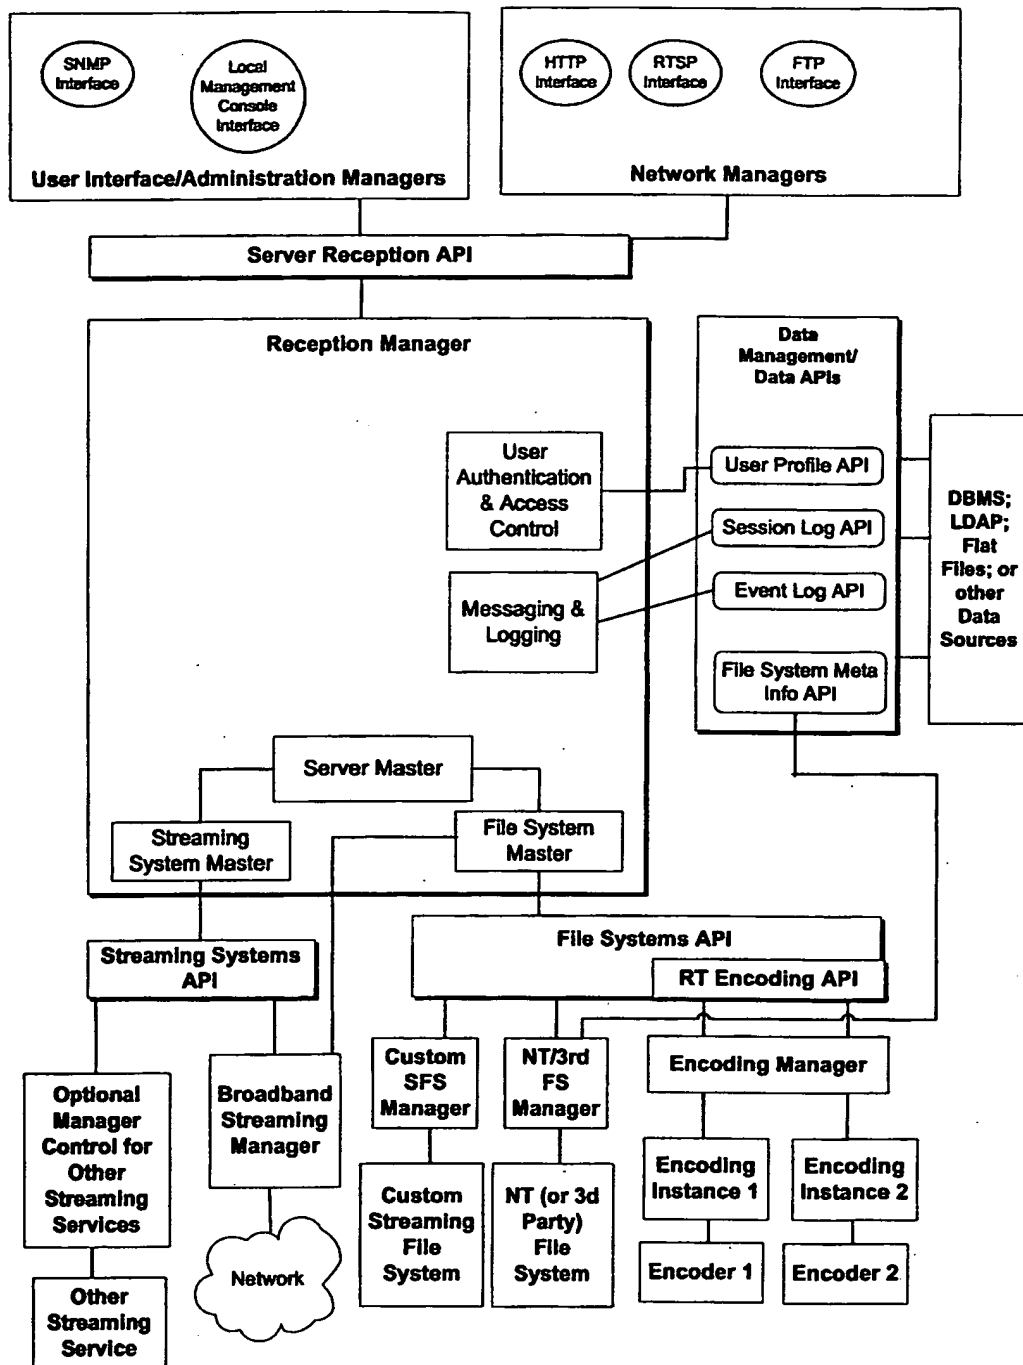 SNMP
Interface
Local
Management
Console
Interface
User Interface/Administration Managers
HTTP
Interface
RTSP
Interface
FTP
Interface
Network Managers
Server Reception API
Reception Manager
User
Authentication
& Access
Control
Messaging &
Logging
Data
Management/
Data APIs
User Profile API
Session Log API
Event Log API
File System Meta
Info API
DBMS;
LDAP;
Flat
Files; or
other
Data
Sources
Server Master
Streaming
System Master
File System
Master
Streaming Systems
API
File Systems API
RT Encoding API
Optional
Manager
Control for
Other
Streaming
Services
Broadband
Streaming
Manager
Custom
SFS
Manager
NT/3rd
FS
Manager
Encoding Manager
Encoding
Instance 1
Encoding
Instance 2
Custom
Streaming
File
System
NT (or 3d
Party)
File
System
Encoder 1
Encoder 2
Network
Other
Streaming
Service